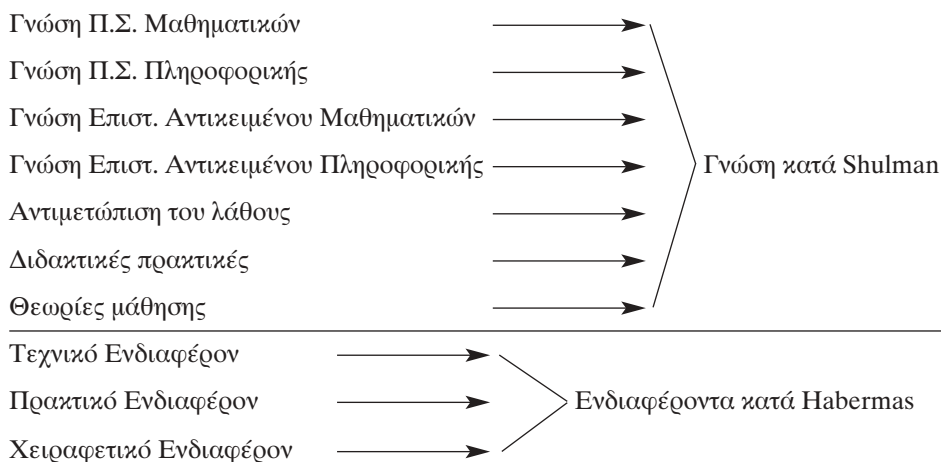 Γνώση Π.Σ. Μαθηματικών
Γνώση Π.Σ. Πληροφορικής
Γνώση Επιστ. Αντικειμένου Μαθηματικών
Γνώση Επιστ. Αντικειμένου Πληροφορικής
Γνώση κατά Shulman
Αντιμετώπιση του λάθους
Διδακτικές πρακτικές
Θεωρίες μάθησης
Τεχνικό Ενδιαφέρον
Πρακτικό Ενδιαφέρον
Ενδιαφέροντα κατά Habermas
Χειραφετικό Ενδιαφέρον